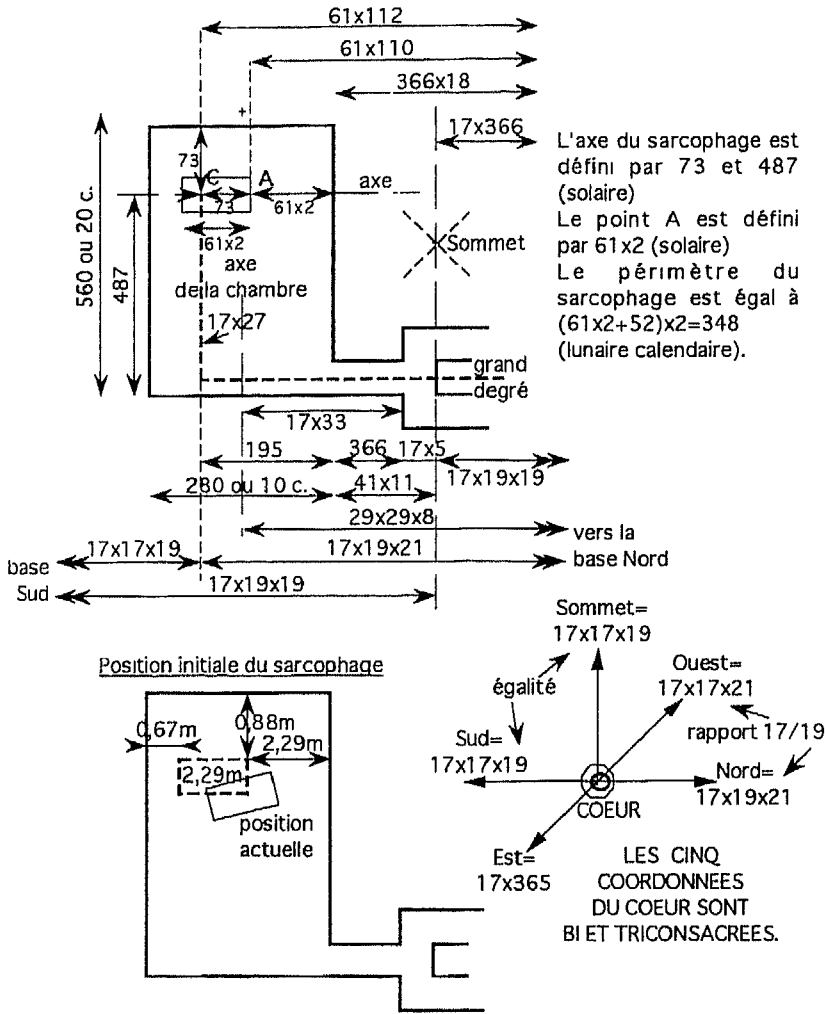 61x112
61x110
366x18
17x366
L'axe du sarcophage est
défini par 73 et 487
(solaire)
Le point A est défini
par 61x2 (solaire)
Le périmètre du
sarcophage est égal à
(61x2+52)x2=348
(lunaire calendaire).
73
C
A
axe
73
61x2
61x2
Sommet
560 ou 20 c.
487
axe
de la chambre
17x27
grand
degré
17x33
195
366
17x5
17x19x19
280 ou 10 c.
41x11
29x29x8
vers la
base Nord
base
Sud
17x17x19
17x19x21
17x19x19
Position initiale du sarcophage
0,67m
0,88m
2,29m
2,29m
position
actuelle
Sommet=
17x17x19
égalité
Ouest=
17x17x21
rapport 17/19
Sud=
17x17x19
Nord=
17x19x21
COEUR
Est=
17x365
LES CINQ
COORDONNEES
DU COEUR SONT
BI ET TRICONSACREES.